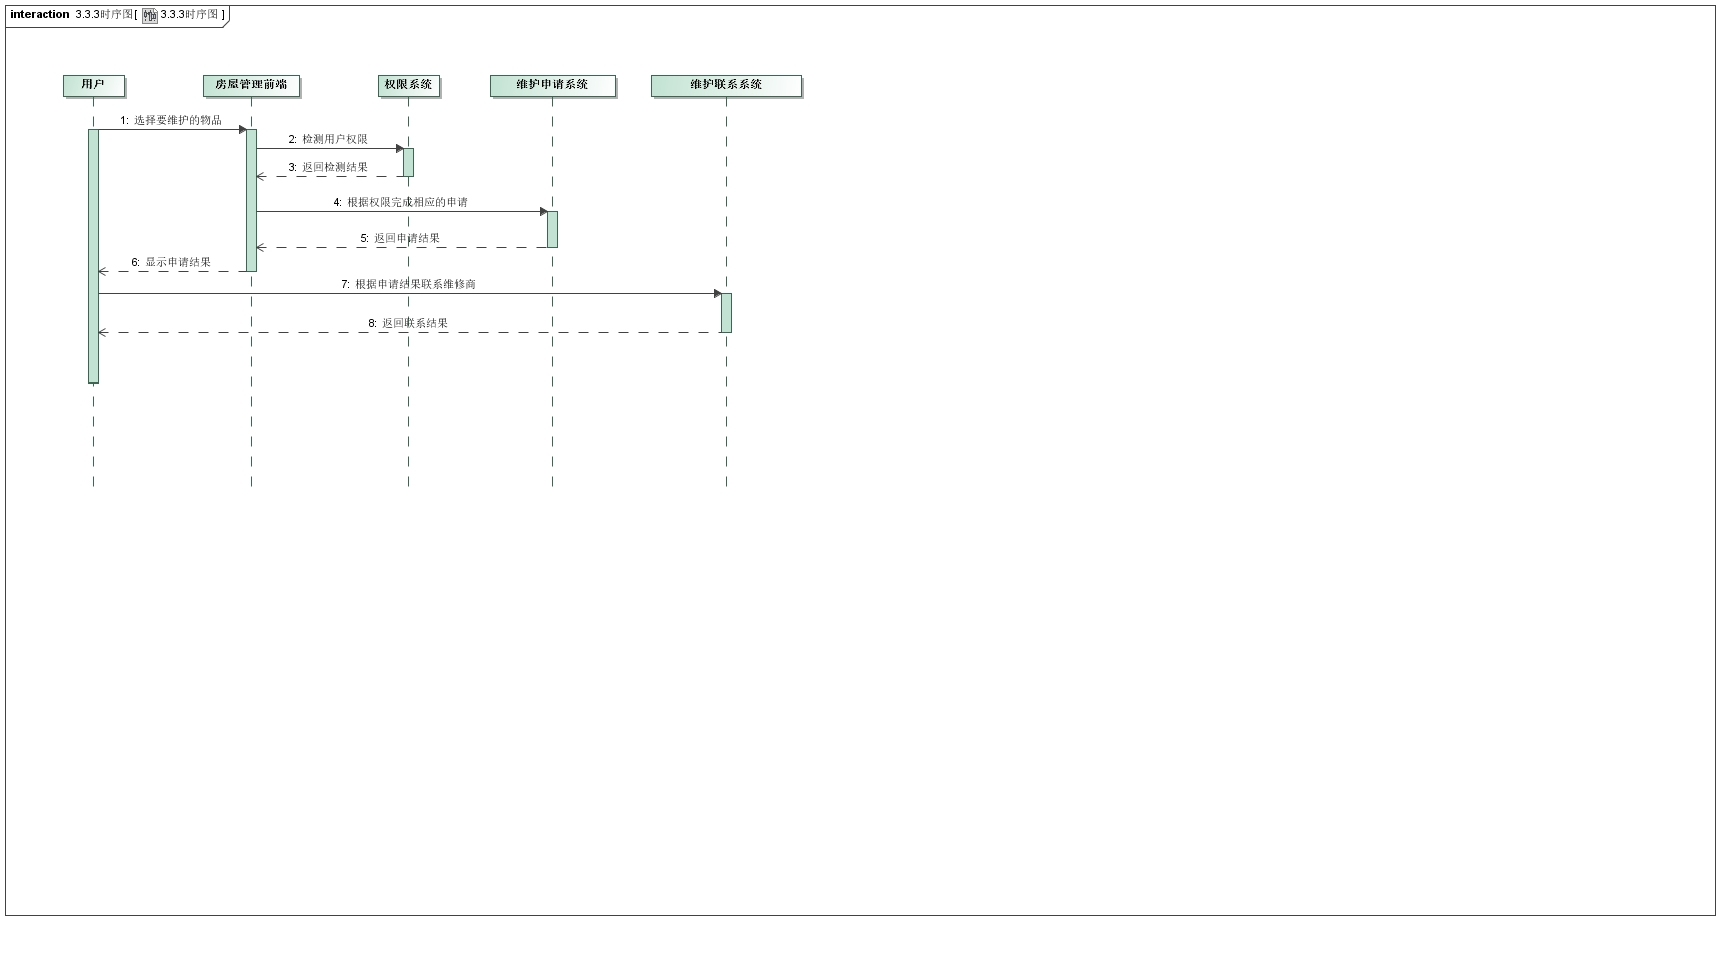 interaction 3.3.3时序图[ 3.3.3时序图 ]
用户
房屋管理前端
权限系统
维护申请系统
维护联系系统
1: 选择要维护的物品
2: 检测用户权限
3: 返回检测结果
4: 根据权限完成相应的申请
5: 返回申请结果
6: 显示申请结果
7: 根据申请结果联系维修商
8: 返回联系结果